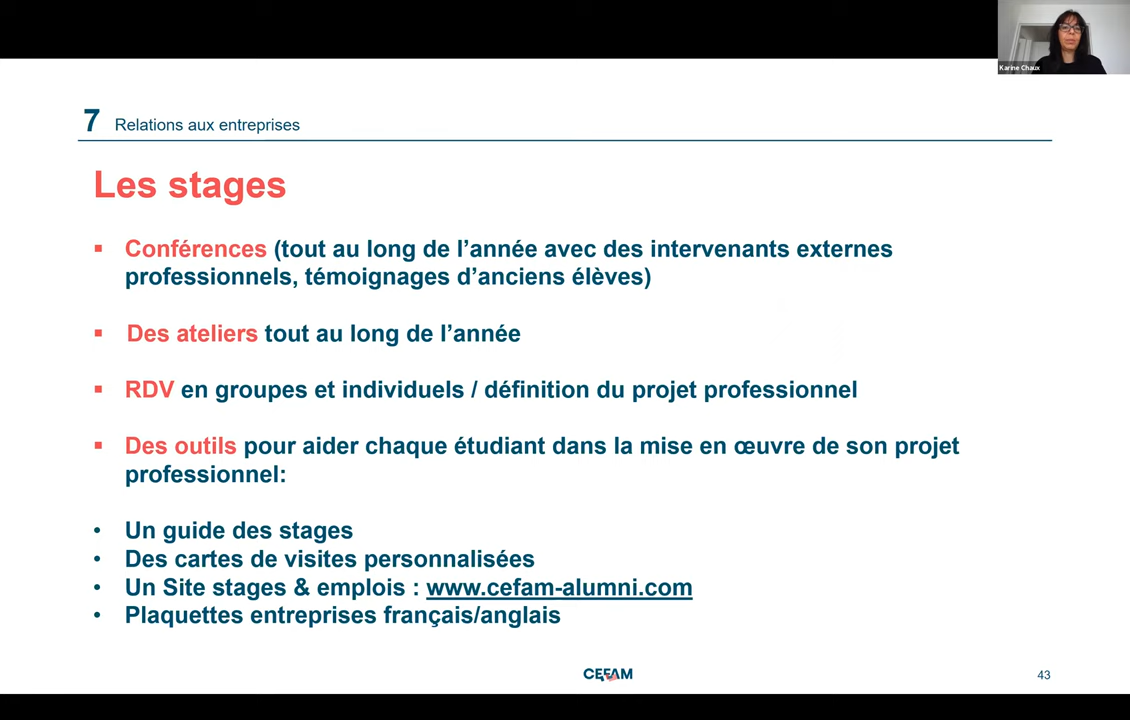 Karine Chaux
7 Relations aux entreprises
Les stages
▪ Conférences (tout au long de l’année avec des intervenants externes
professionnels, témoignages d’anciens élèves)
▪ Des ateliers tout au long de l’année
▪ RDV en groupes et individuels / définition du projet professionnel
▪ Des outils pour aider chaque étudiant dans la mise en œuvre de son projet
professionnel:
• Un guide des stages
• Des cartes de visites personnalisées
• Un Site stages & emplois : www.cefam-alumni.com
• Plaquettes entreprises français/anglais
CEFAM
43